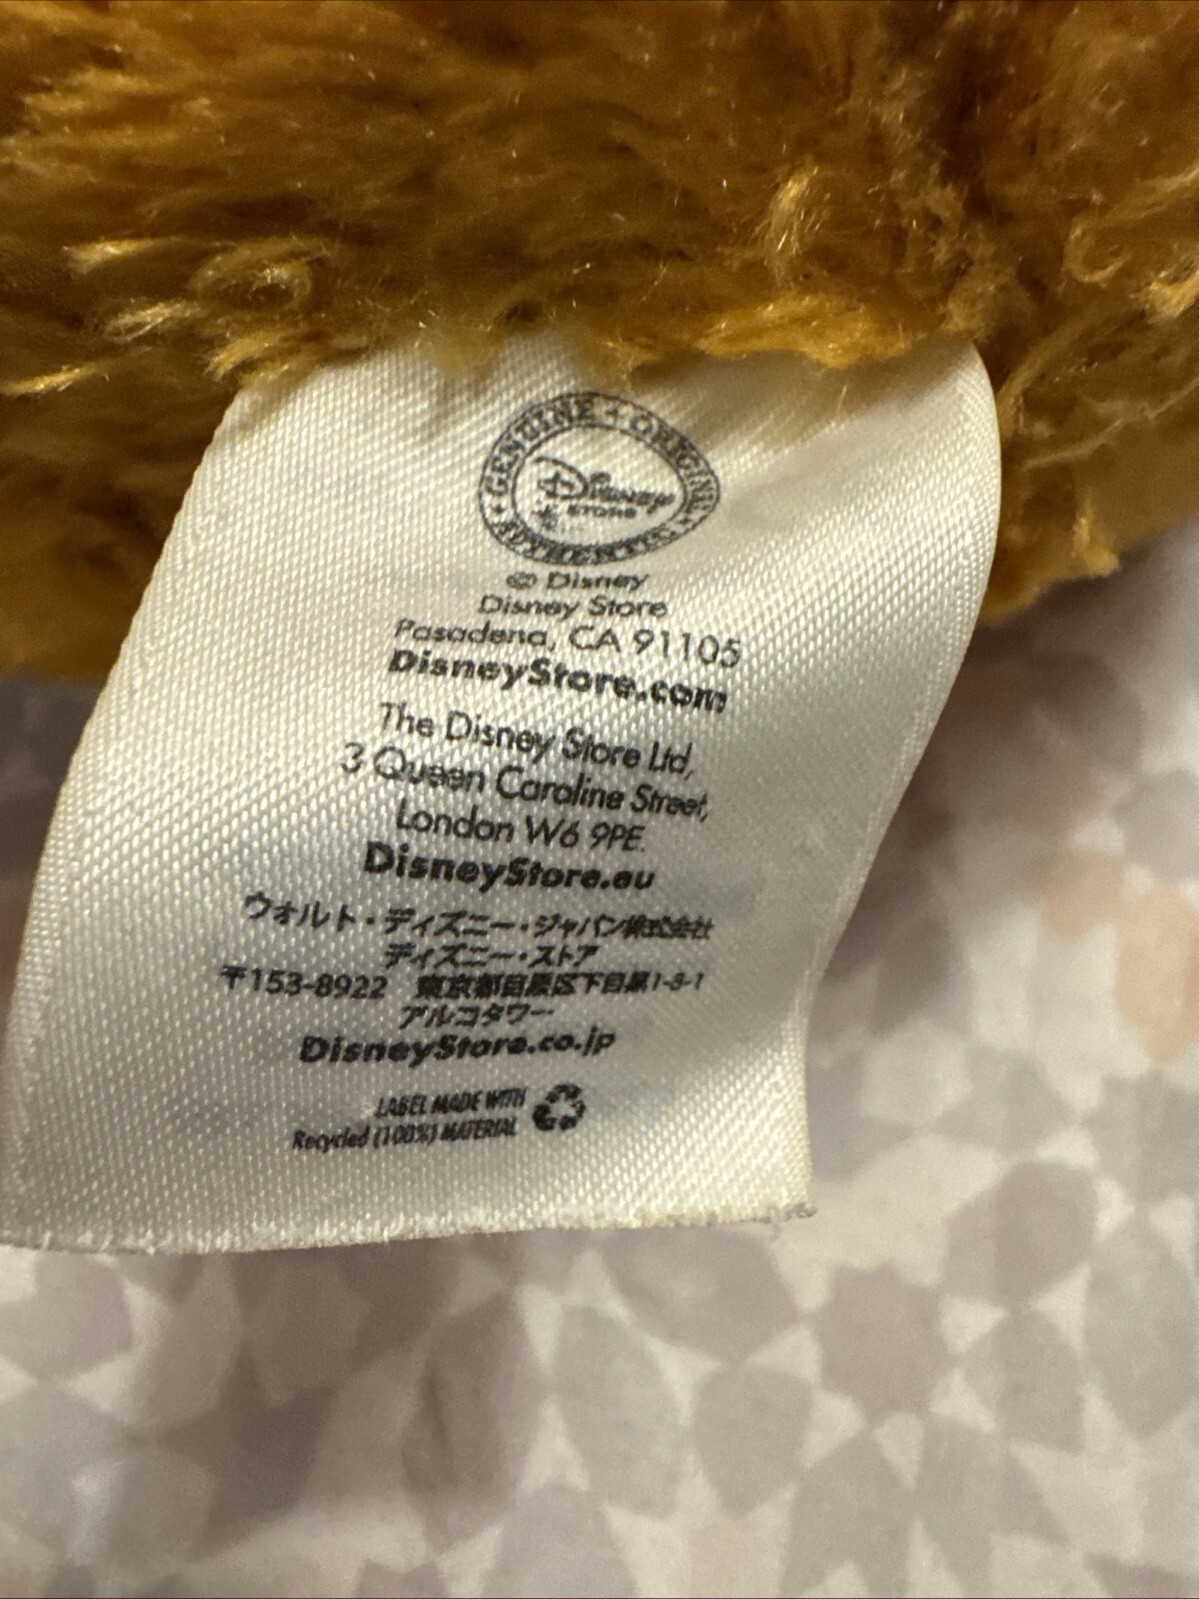 GENUINE • ORIGINAL • AUTHENTIC
Disney
STORE
© Disney
Disney Store
Pasadena, CA 91105
DisneyStore.com
The Disney Store Ltd,
3 Queen Caroline Street,
London W6 9PE.
DisneyStore.eu
ウォルト・ディズニー・ジャパン株式会社
ディズニー・ストア
〒153-8922 東京都目黒区下目黒1-8-1
アルコタワー
DisneyStore.co.jp
LABEL MADE WITH
Recycled (100%) MATERIAL